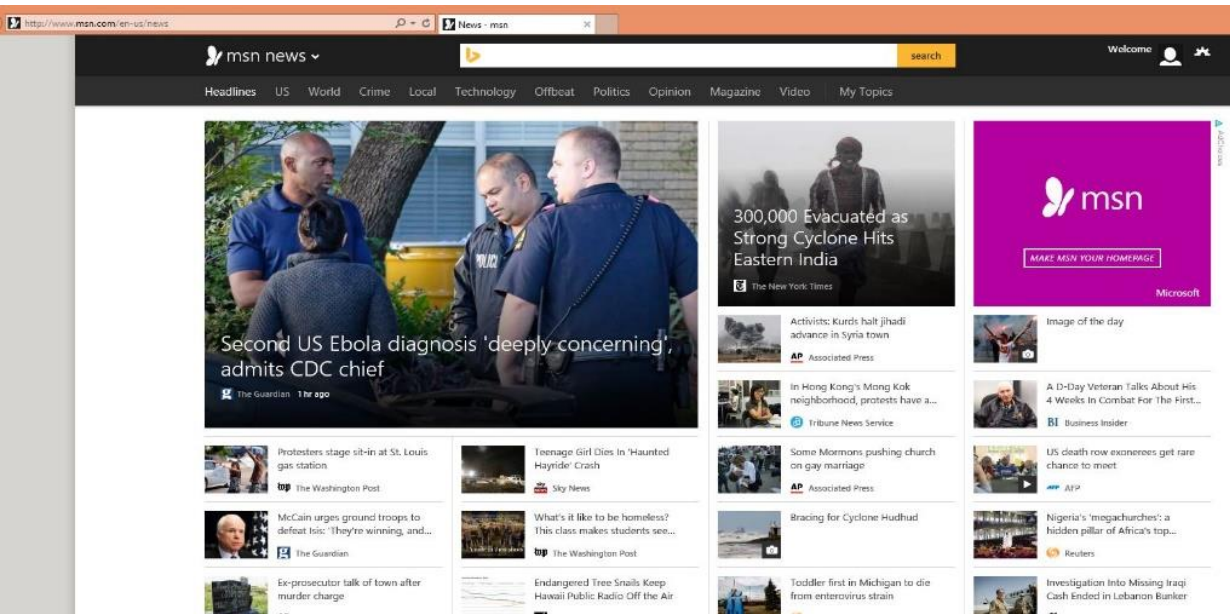 http://www.msn.com/en-us/news
News - msn
msn news
search
Welcome
Headlines US World Crime Local Technology Offbeat Politics Opinion Magazine Video My Topics
Second US Ebola diagnosis 'deeply concerning',
admits CDC chief
The Guardian 1 hr ago
POLICE
300,000 Evacuated as
Strong Cyclone Hits
Eastern India
The New York Times
AdChoices
msn
MAKE MSN YOUR HOMEPAGE
Microsoft
Activists: Kurds halt jihadi
advance in Syria town
AP Associated Press
Image of the day
In Hong Kong's Mong Kok
neighborhood, protests have a...
Tribune News Service
A D-Day Veteran Talks About His
4 Weeks In Combat For The First...
BI Business Insider
Protesters stage sit-in at St. Louis
gas station
wp The Washington Post
Teenage Girl Dies In 'Haunted
Hayride' Crash
sky news Sky News
Some Mormons pushing church
on gay marriage
AP Associated Press
US death row exonerees get rare
chance to meet
AFP AFP
McCain urges ground troops to
defeat Isis: 'They're winning, and...
The Guardian
What's it like to be homeless?
This class makes students see...
wp The Washington Post
Bracing for Cyclone Hudhud
Nigeria's 'megachurches': a
hidden pillar of Africa's top...
Reuters
Ex-prosecutor talk of town after
murder charge
Endangered Tree Snails Keep
Hawaii Public Radio Off the Air
Toddler first in Michigan to die
from enterovirus strain
Investigation Into Missing Iraqi
Cash Ended in Lebanon Bunker